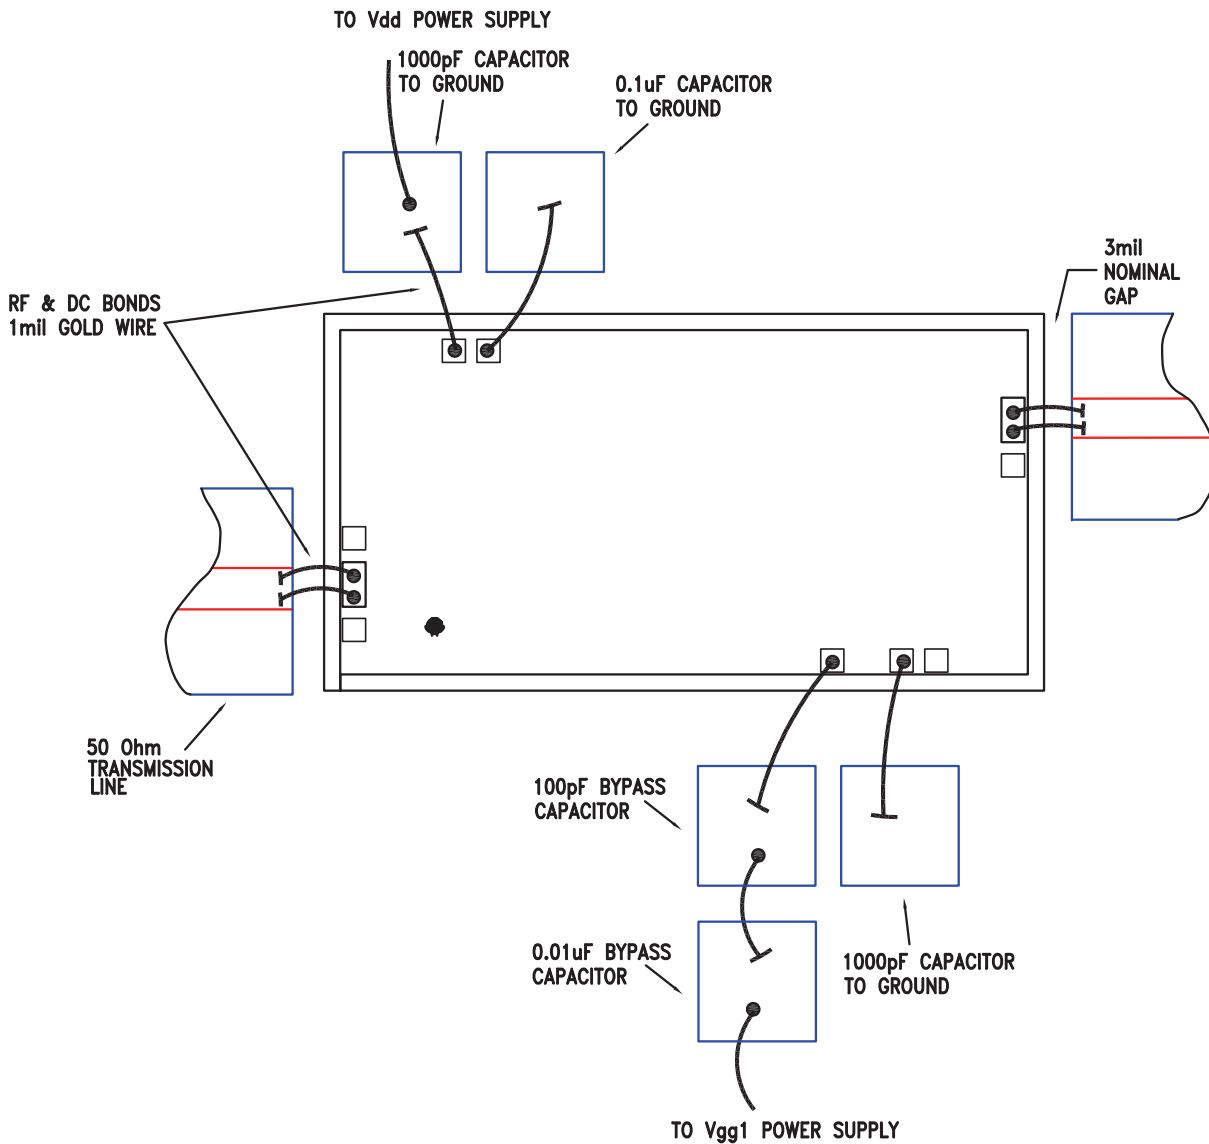 TO Vdd POWER SUPPLY
1000pF CAPACITOR
TO GROUND
0.1uF CAPACITOR
TO GROUND
3mil
NOMINAL
GAP
RF & DC BONDS
1mil GOLD WIRE
50 Ohm
TRANSMISSION
LINE
100pF BYPASS
CAPACITOR
0.01uF BYPASS
CAPACITOR
1000pF CAPACITOR
TO GROUND
TO Vgg1 POWER SUPPLY